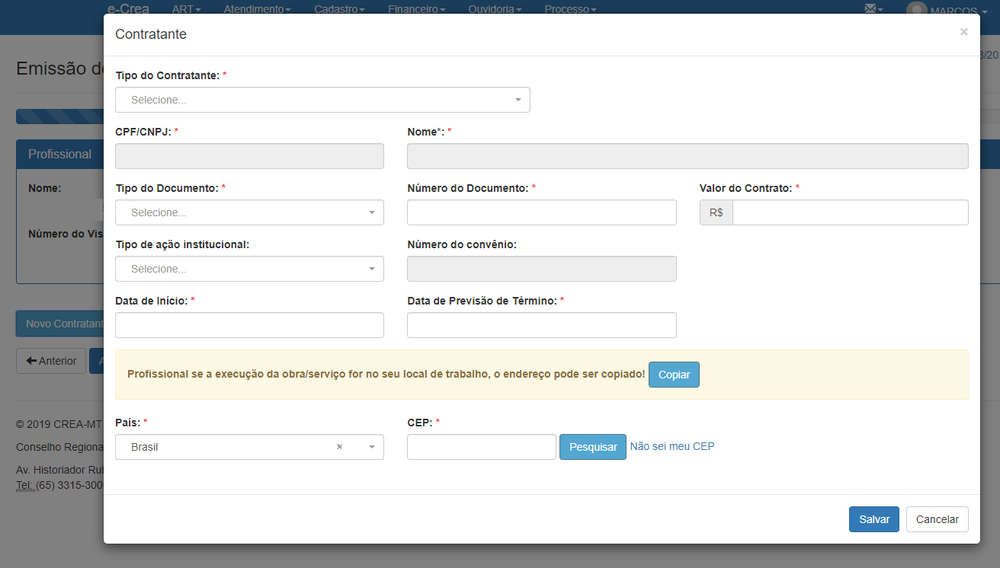 e-Crea ART Atendimento Cadastro Financeiro Ouvidoria Processo MARCOS
Contratante ×
Emissão
Tipo do Contratante: *
Selecione...
CPF/CNPJ: * Nome*: *
Profissional
Nome:
Tipo do Documento: * Número do Documento: * Valor do Contrato: *
Selecione... R$
Número do Vis
Tipo de ação institucional: Número do convênio:
Selecione...
Data de Início: * Data de Previsão de Término: *
Novo Contratant
Anterior
Profissional se a execução da obra/serviço for no seu local de trabalho, o endereço pode ser copiado! Copiar
© 2019 CREA-MT
País: * CEP: *
Conselho Regiona
Brasil × Pesquisar Não sei meu CEP
Av. Historiador Rub
Tel: (65) 3315-300
Salvar Cancelar